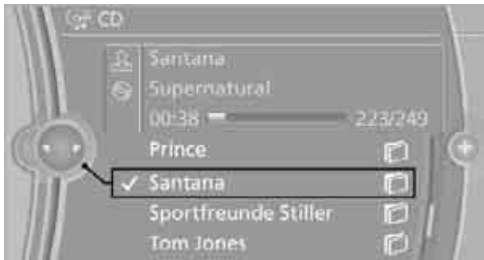 CD
Santana
Supernatural
00:38 223/249
Prince
Santana
Sportfreunde Stiller
Tom Jones